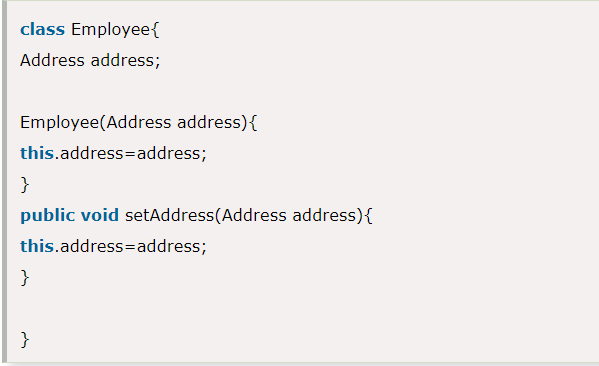 class Employee{
Address address;
Employee(Address address){
this.address=address;
}
public void setAddress(Address address){
this.address=address;
}
}